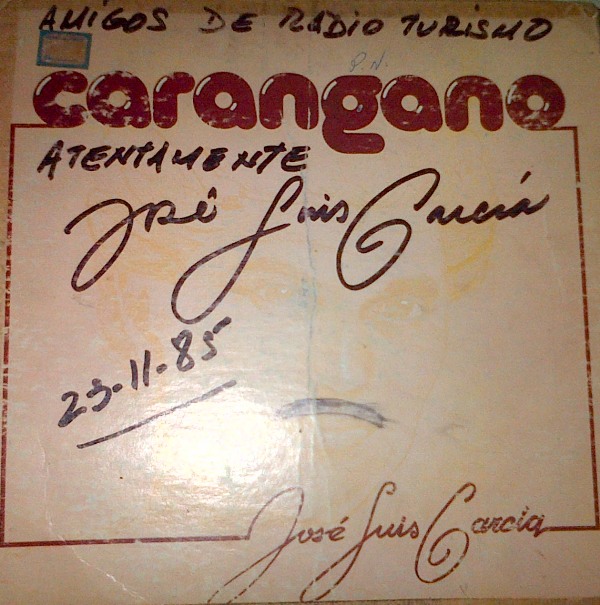 AMIGOS DE RADIO TURISMO
P.N.
carangano
ATENTAMENTE
José Luis García
23-11-85
José Luis García